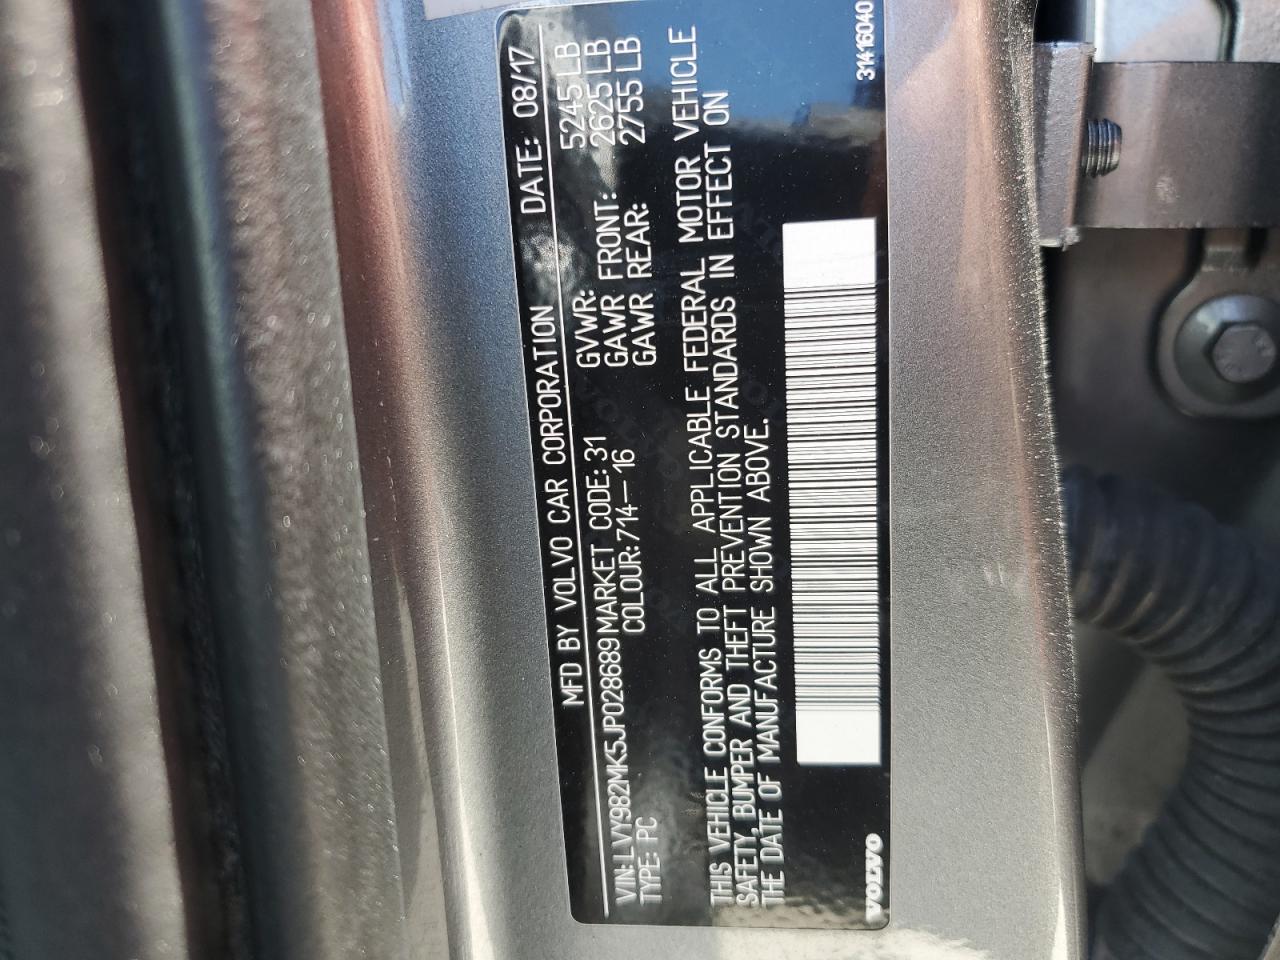 MFD BY VOLVO CAR CORPORATION DATE: 08/17
VIN: LVY982MK5JP028689 MARKET CODE: 31 GVWR: 5245 LB
TYPE: PC COLOUR: 714-16 GAWR FRONT: 2625 LB
GAWR REAR: 2755 LB
THIS VEHICLE CONFORMS TO ALL APPLICABLE FEDERAL MOTOR VEHICLE
SAFETY, BUMPER AND THEFT PREVENTION STANDARDS IN EFFECT ON
THE DATE OF MANUFACTURE SHOWN ABOVE.
VOLVO 31416040